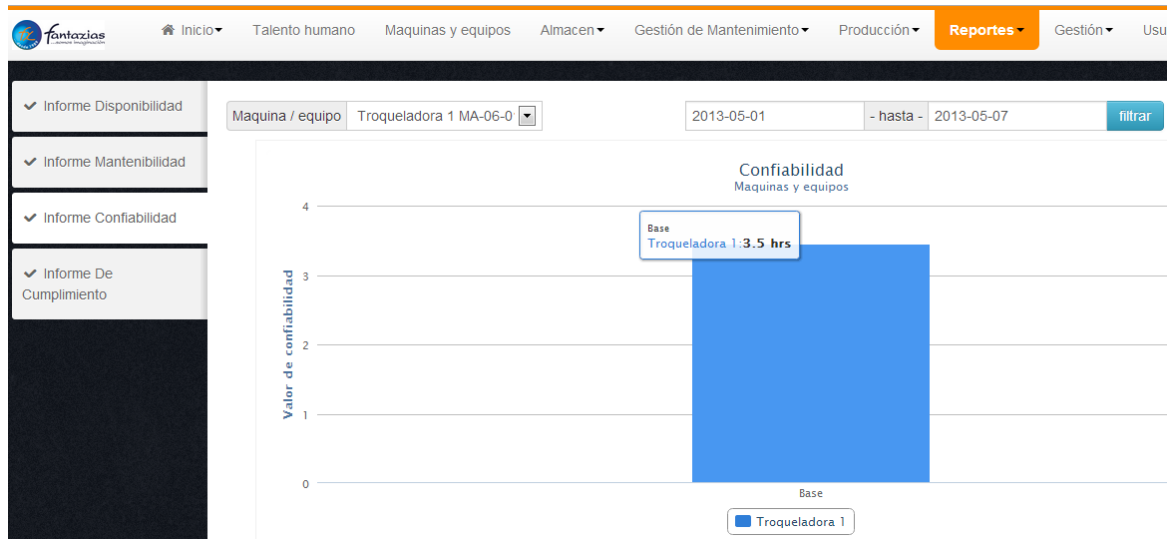 fantazias
...somos imaginación
Inicio Talento humano Maquinas y equipos Almacen Gestión de Mantenimiento Producción Reportes Gestión Usu
Informe Disponibilidad
Informe Mantenibilidad
Informe Confiabilidad
Informe De
Cumplimiento
Maquina / equipo Troqueladora 1 MA-06-0 2013-05-01 - hasta - 2013-05-07 filtrar
Confiabilidad
Maquinas y equipos
4
Base
Troqueladora 1:3.5 hrs
3
2
1
0
Valor de confiabilidad
Base
Troqueladora 1